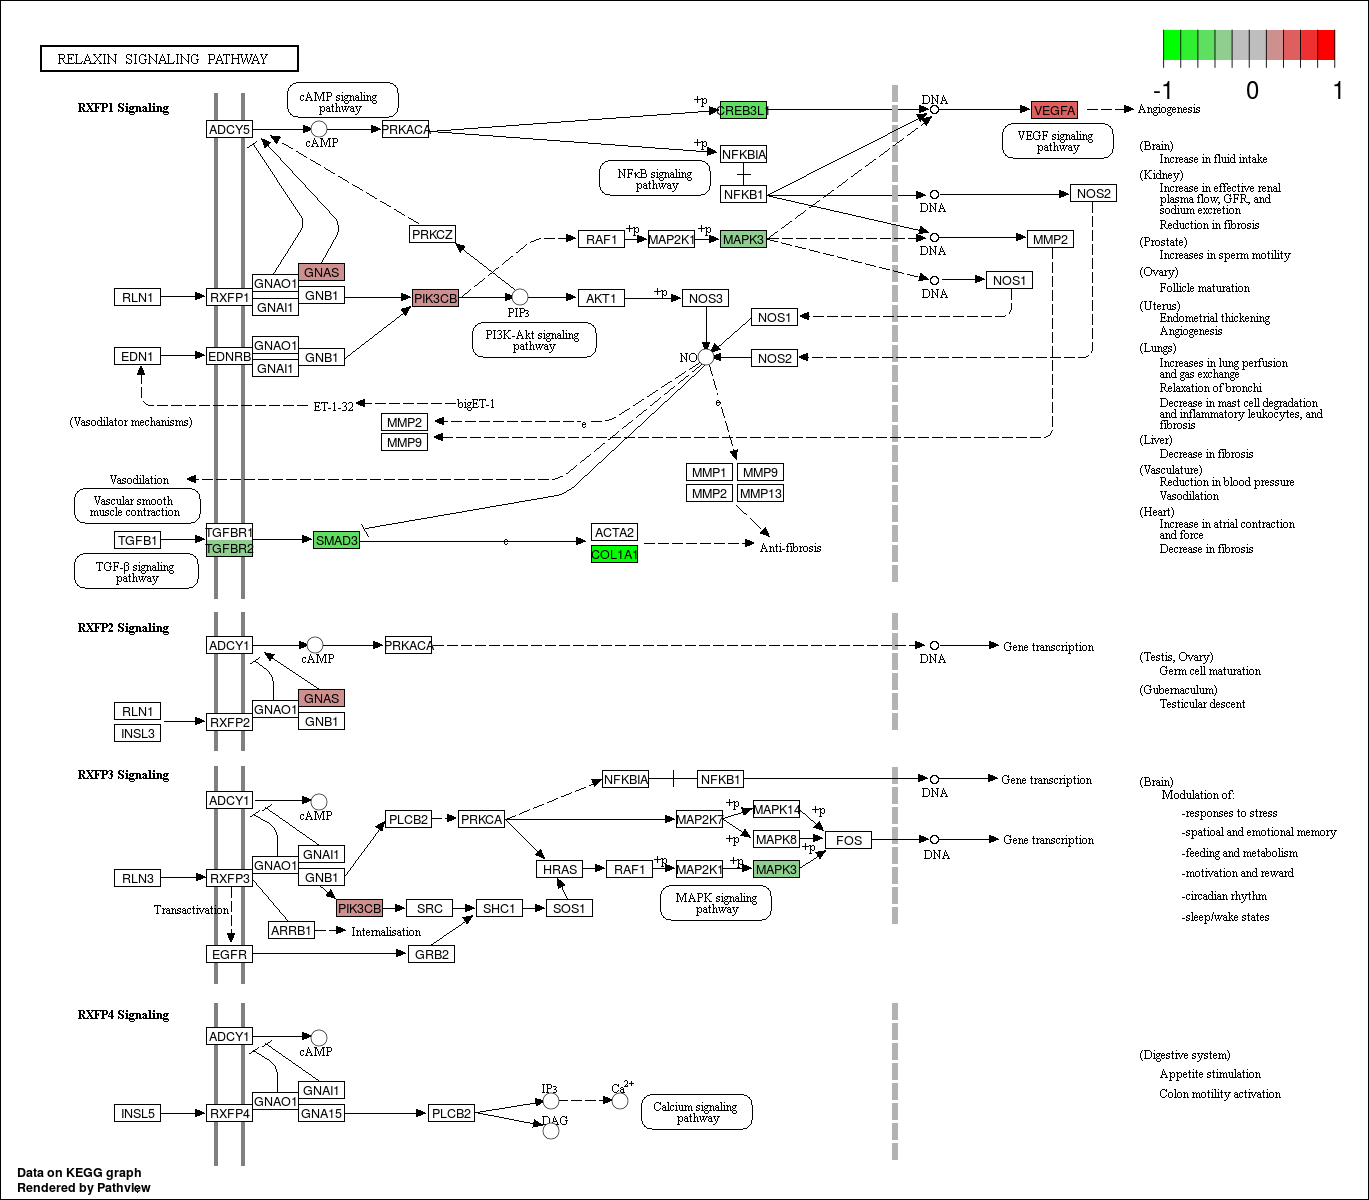 RELAXIN SIGNALING PATHWAY
-1 0 1
RXFP1 Signaling
cAMP signaling
pathway
ADCY5
cAMP
PRKACA
+p
CREB3L1
DNA
VEGFA
Angiogenesis
VEGF signaling
pathway
+p
NFKBIA
NFκB signaling
pathway
NFKB1
DNA
NOS2
PRKCZ
RAF1
+p
MAP2K1
+p
MAPK3
DNA
MMP2
GNAS
GNAO1
GNB1
GNAI1
RLN1
RXFP1
PIK3CB
PIP3
AKT1
+p
NOS3
DNA
NOS1
PI3K-Akt signaling
pathway
NOS1
EDN1
EDNRB
GNAO1
GNB1
GNAI1
NO
NOS2
ET-1-32
bigET-1
e
(Vasodilator mechanisms)
MMP2
MMP9
e
MMP1
MMP9
MMP2
MMP13
Vasodilation
Vascular smooth
muscle contraction
TGFB1
TGFBR1
TGFBR2
SMAD3
e
ACTA2
COL1A1
Anti-fibrosis
TGF-β signaling
pathway
(Brain)
Increase in fluid intake
(Kidney)
Increase in effective renal
plasma flow, GFR, and
sodium excretion
Reduction in fibrosis
(Prostate)
Increases in sperm motility
(Ovary)
Follicle maturation
(Uterus)
Endometrial thickening
Angiogenesis
(Lungs)
Increases in lung perfusion
and gas exchange
Relaxation of bronchi
Decrease in mast cell degradation
and inflammatory leukocytes, and
fibrosis
(Liver)
Decrease in fibrosis
(Vasculature)
Reduction in blood pressure
Vasodilation
(Heart)
Increase in atrial contraction
and force
Decrease in fibrosis
RXFP2 Signaling
ADCY1
cAMP
PRKACA
DNA
Gene transcription
GNAS
GNAO1
GNB1
RLN1
INSL3
RXFP2
(Testis, Ovary)
Germ cell maturation
(Gubernaculum)
Testicular descent
RXFP3 Signaling
ADCY1
cAMP
NFKBIA
NFKB1
DNA
Gene transcription
PLCB2
PRKCA
MAP2K7
+p
+p
MAPK14
MAPK8
+p
+p
FOS
DNA
Gene transcription
GNAI1
GNAO1
GNB1
RLN3
RXFP3
HRAS
RAF1
+p
MAP2K1
+p
MAPK3
Transactivation
PIK3CB
SRC
SHC1
SOS1
MAPK signaling
pathway
ARRB1
Internalisation
EGFR
GRB2
(Brain)
Modulation of:
-responses to stress
-spatioal and emotional memory
-feeding and metabolism
-motivation and reward
-circadian rhythm
-sleep/wake states
RXFP4 Signaling
ADCY1
cAMP
GNAI1
GNAO1
GNA15
INSL5
RXFP4
PLCB2
IP3
Ca2+
DAG
Calcium signaling
pathway
(Digestive system)
Appetite stimulation
Colon motility activation
Data on KEGG graph
Rendered by Pathview